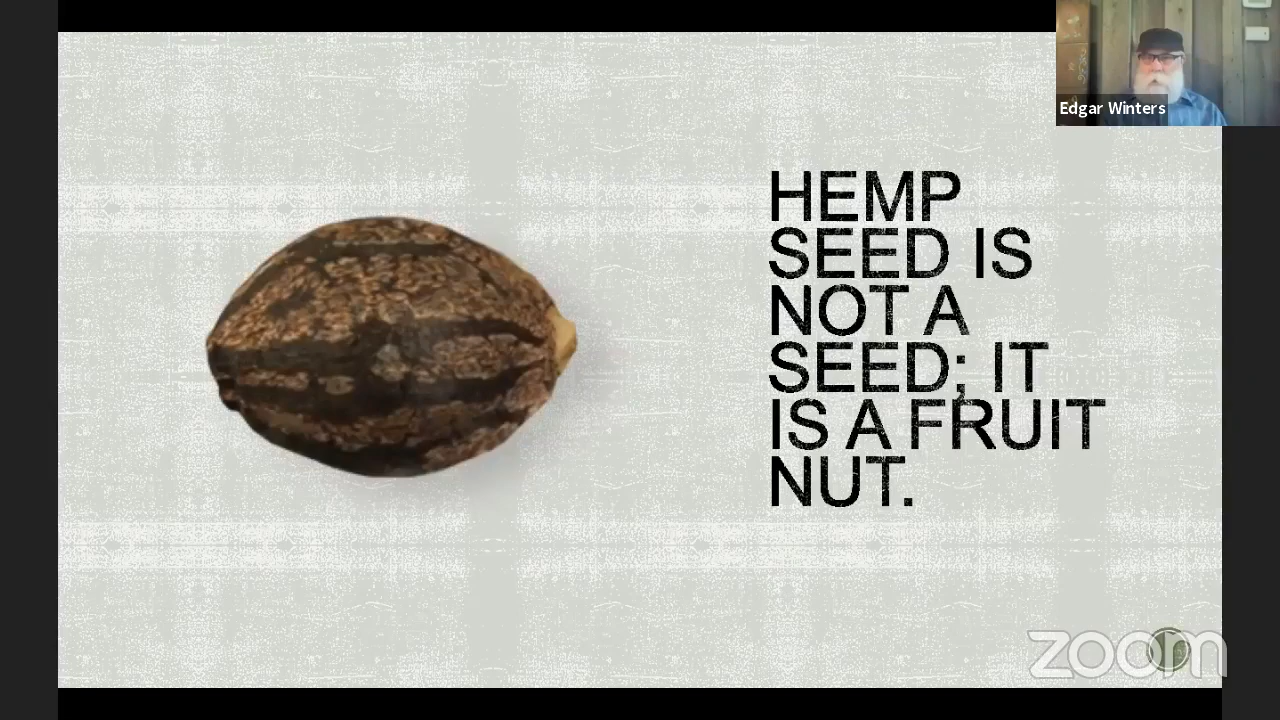 Edgar Winters
HEMP
SEED IS
NOT A
SEED; IT
IS A FRUIT
NUT.
zoom